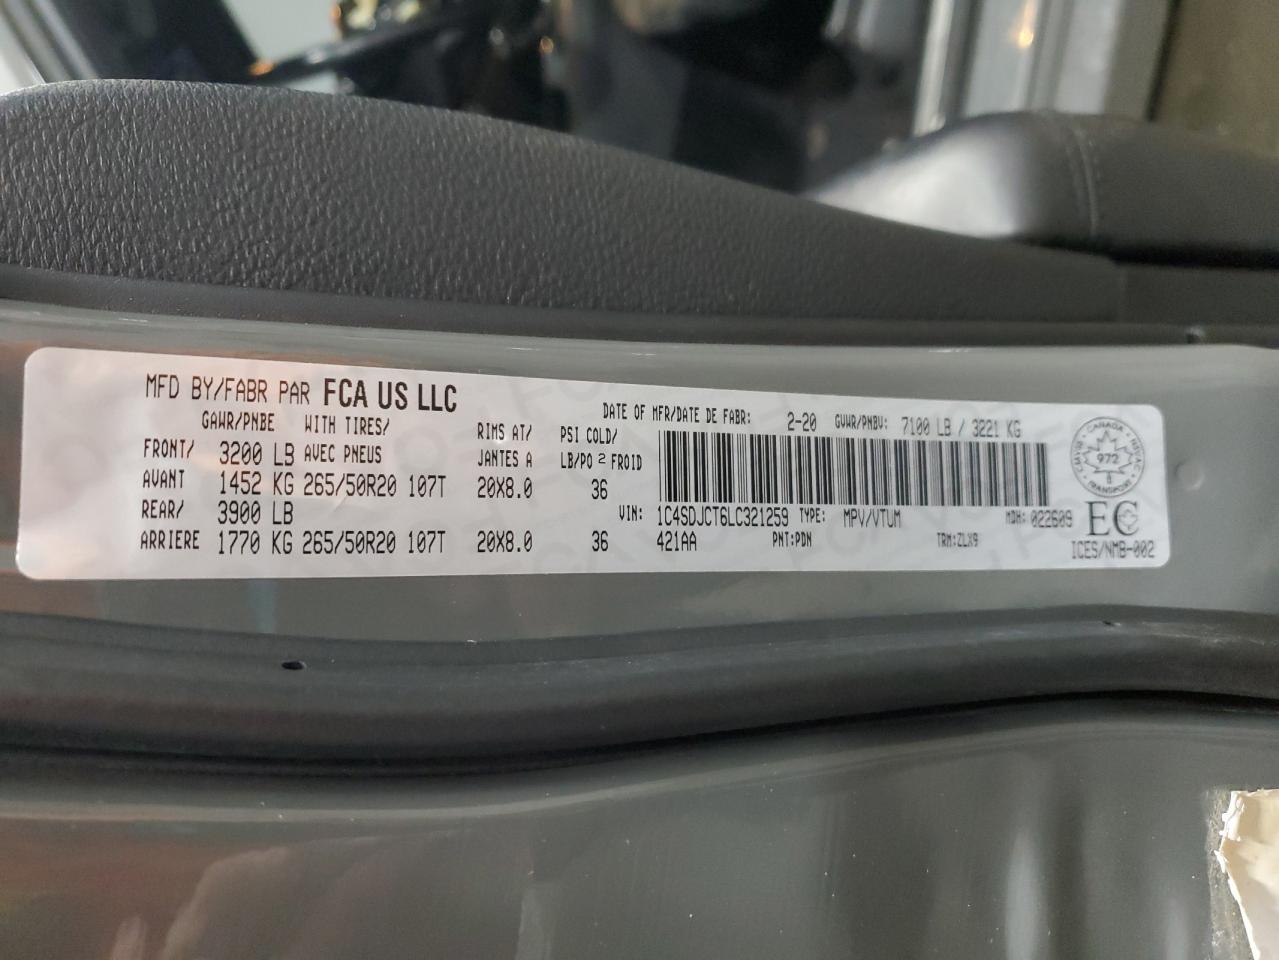 MFD BY/FABR PAR FCA US LLC
DATE OF MFR/DATE DE FABR: 2-20 GVWR/PNBV: 7100 LB / 3221 KG
GAWR/PNBE WITH TIRES/ RIMS AT/ PSI COLD/
FRONT/ 3200 LB AVEC PNEUS JANTES A LB/PO 2 FROID
AVANT 1452 KG 265/50R20 107T 20X8.0 36
REAR/ 3900 LB
ARRIERE 1770 KG 265/50R20 107T 20X8.0 36
VIN: 1C4SDJCT6LC321259 TYPE: MPV/VTUM MDH: 022609
421AA PNT:PDN TRM:ZLX9
CANADA
CMVSS NSVAC
972
8
TRANSPORT
EC
ICES/NMB-002